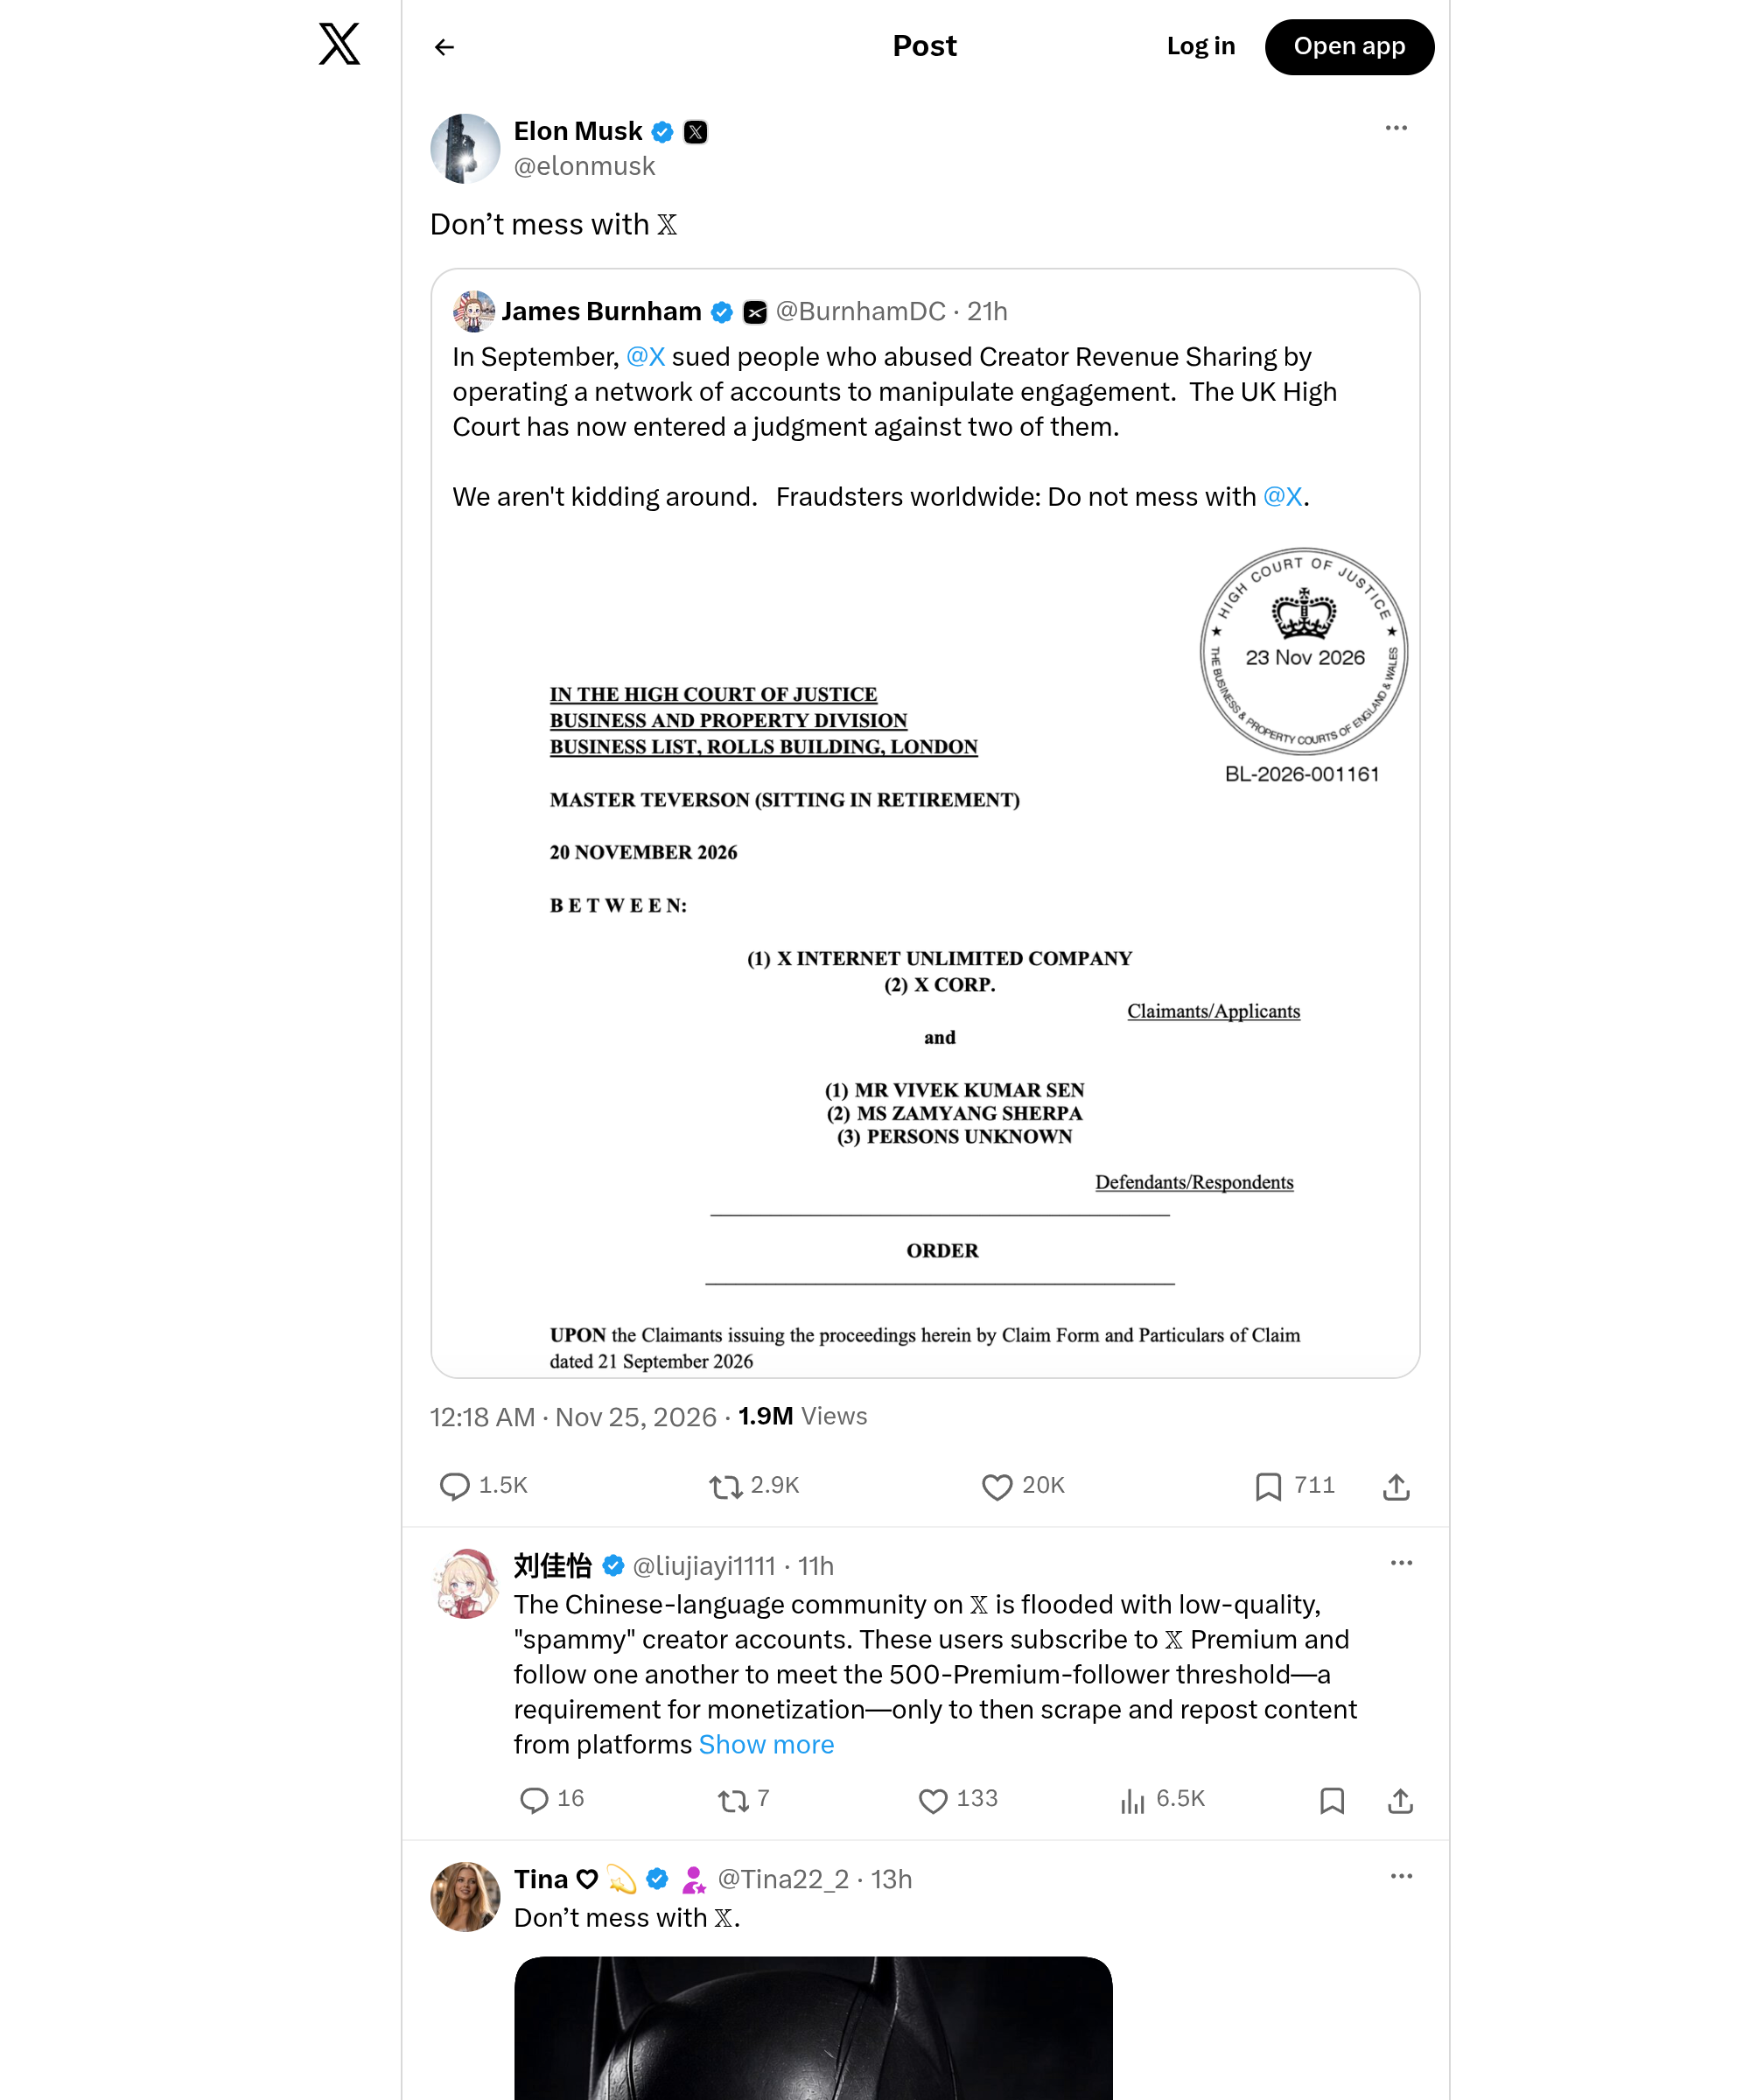 Post
Log in
Open app
Elon Musk
@elonmusk
Don’t mess with 𝕏
James Burnham @BurnhamDC · 21h
In September, @X sued people who abused Creator Revenue Sharing by
operating a network of accounts to manipulate engagement.  The UK High
Court has now entered a judgment against two of them.
We aren't kidding around.   Fraudsters worldwide: Do not mess with @X.
HIGH COURT OF JUSTICE
23 Nov 2026
THE BUSINESS & PROPERTY COURTS OF ENGLAND & WALES
BL-2026-001161
IN THE HIGH COURT OF JUSTICE
BUSINESS AND PROPERTY DIVISION
BUSINESS LIST, ROLLS BUILDING, LONDON
MASTER TEVERSON (SITTING IN RETIREMENT)
20 NOVEMBER 2026
B E T W E E N:
(1) X INTERNET UNLIMITED COMPANY
(2) X CORP.
Claimants/Applicants
and
(1) MR VIVEK KUMAR SEN
(2) MS ZAMYANG SHERPA
(3) PERSONS UNKNOWN
Defendants/Respondents
ORDER
UPON the Claimants issuing the proceedings herein by Claim Form and Particulars of Claim
dated 21 September 2026
12:18 AM · Nov 25, 2026 · 1.9M Views
1.5K 2.9K 20K 711
刘佳怡 @liujiayi1111 · 11h
The Chinese-language community on 𝕏 is flooded with low-quality,
"spammy" creator accounts. These users subscribe to 𝕏 Premium and
follow one another to meet the 500-Premium-follower threshold—a
requirement for monetization—only to then scrape and repost content
from platforms Show more
16 7 133 6.5K
Tina ♡ 💫 @Tina22_2 · 13h
Don’t mess with 𝕏.